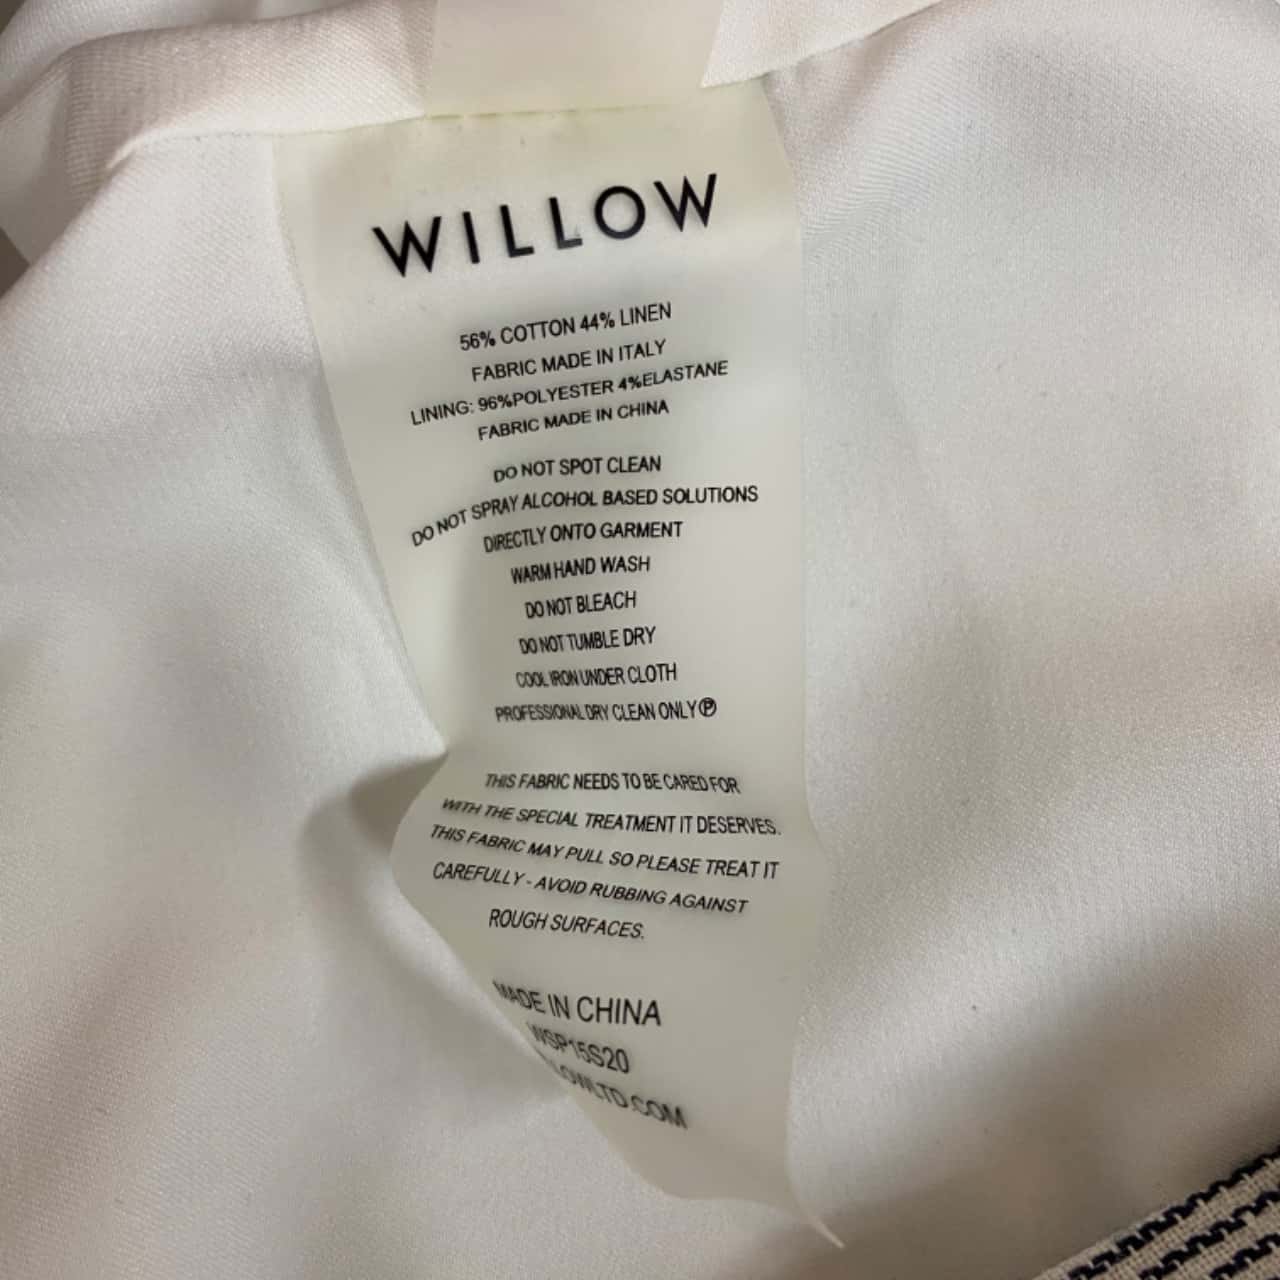 WILLOW
56% COTTON 44% LINEN
FABRIC MADE IN ITALY
LINING: 96%POLYESTER 4%ELASTANE
FABRIC MADE IN CHINA
DO NOT SPOT CLEAN
DO NOT SPRAY ALCOHOL BASED SOLUTIONS
DIRECTLY ONTO GARMENT
WARM HAND WASH
DO NOT BLEACH
DO NOT TUMBLE DRY
COOL IRON UNDER CLOTH
PROFESSIONAL DRY CLEAN ONLY Ⓟ
THIS FABRIC NEEDS TO BE CARED FOR
WITH THE SPECIAL TREATMENT IT DESERVES.
THIS FABRIC MAY PULL SO PLEASE TREAT IT
CAREFULLY - AVOID RUBBING AGAINST
ROUGH SURFACES.
MADE IN CHINA
WSP15S20